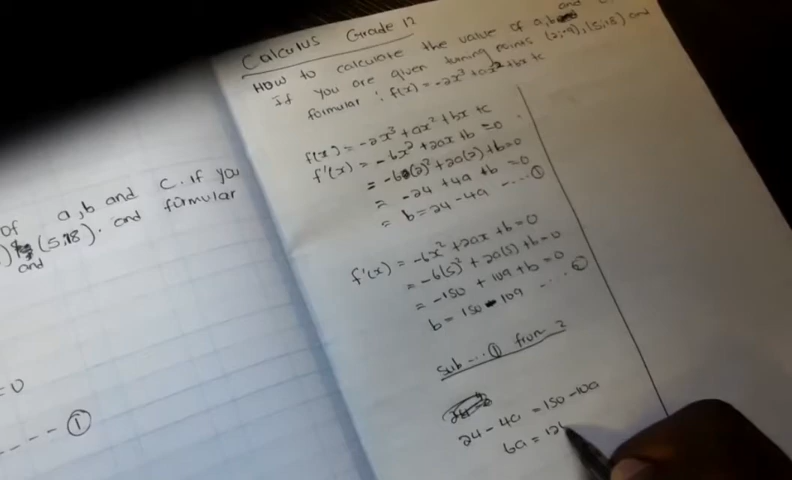 of a, b and c. if you
(5;18). and formular
and
=0
---- ①
Calculus Grade 12
and
How to calculate the value of a, b
if you are given turning points (2;-9), (5;18) and
formular : f(x) = -2x³ + ax² + bx + c
f(x) = -2x³ + ax² + bx + c
f'(x) = -6x² + 2ax + b = 0
= -6(2)² + 2a(2) + b = 0
= -24 + 4a + b = 0
= b = 24 - 4a ---- ①
f'(x) = -6x² + 2ax + b = 0
= -6(5)² + 2a(5) + b = 0
= -150 + 10a + b = 0
b = 150 - 10a --- ②
Sub --- ① from 2
24 - 4a = 150 - 10a
6a = 12